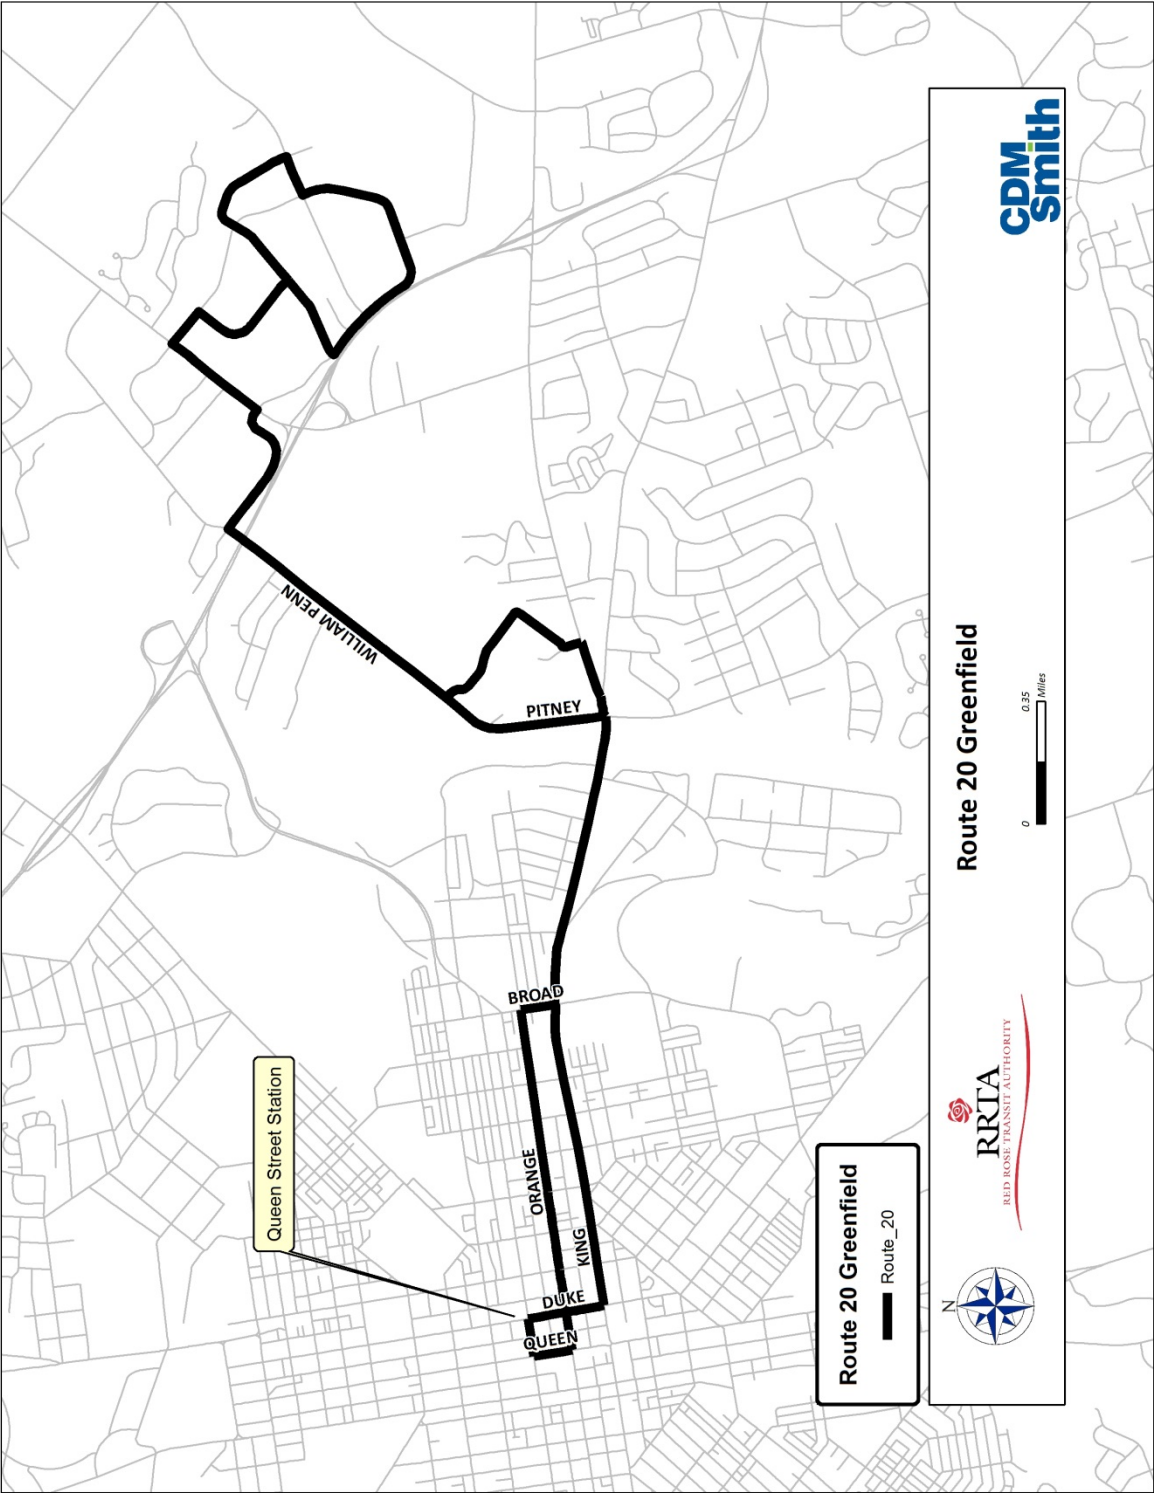 WILLIAM PENN
PITNEY
BROAD
ORANGE
KING
DUKE
QUEEN
Queen Street Station
Route 20 Greenfield
Route_20
N
RRTA
RED ROSE TRANSIT AUTHORITY
Route 20 Greenfield
0 0.35
Miles
CDM
Smith